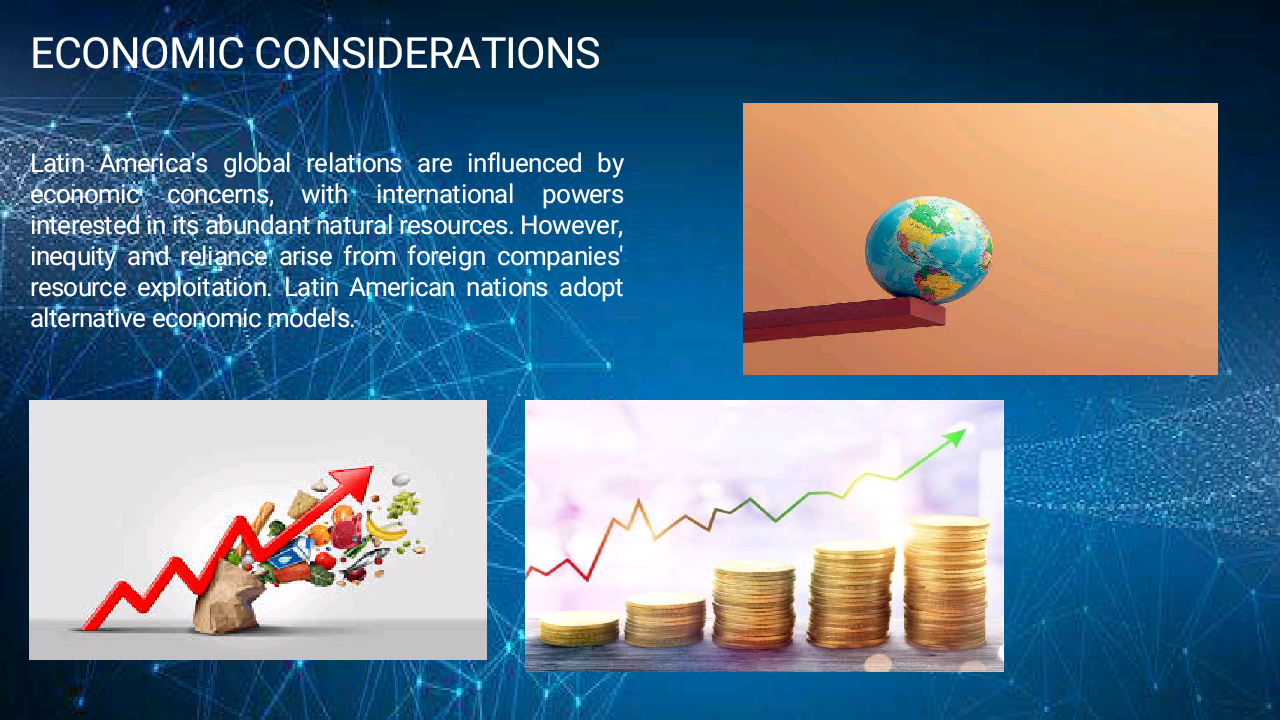 ECONOMIC CONSIDERATIONS
Latin America's global relations are influenced by
economic concerns, with international powers
interested in its abundant natural resources. However,
inequity and reliance arise from foreign companies'
resource exploitation. Latin American nations adopt
alternative economic models.